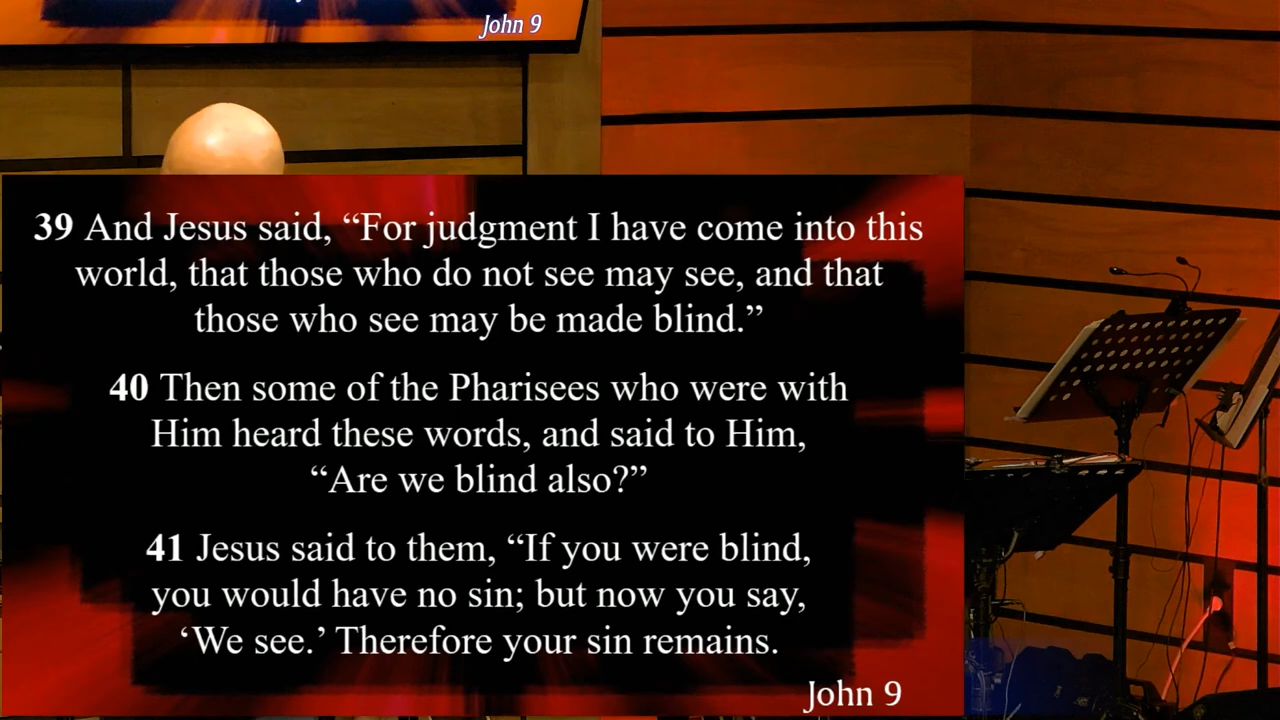 John 9
39 And Jesus said, “For judgment I have come into this
world, that those who do not see may see, and that
those who see may be made blind.”
40 Then some of the Pharisees who were with
Him heard these words, and said to Him,
“Are we blind also?”
41 Jesus said to them, “If you were blind,
you would have no sin; but now you say,
‘We see.’ Therefore your sin remains.
John 9